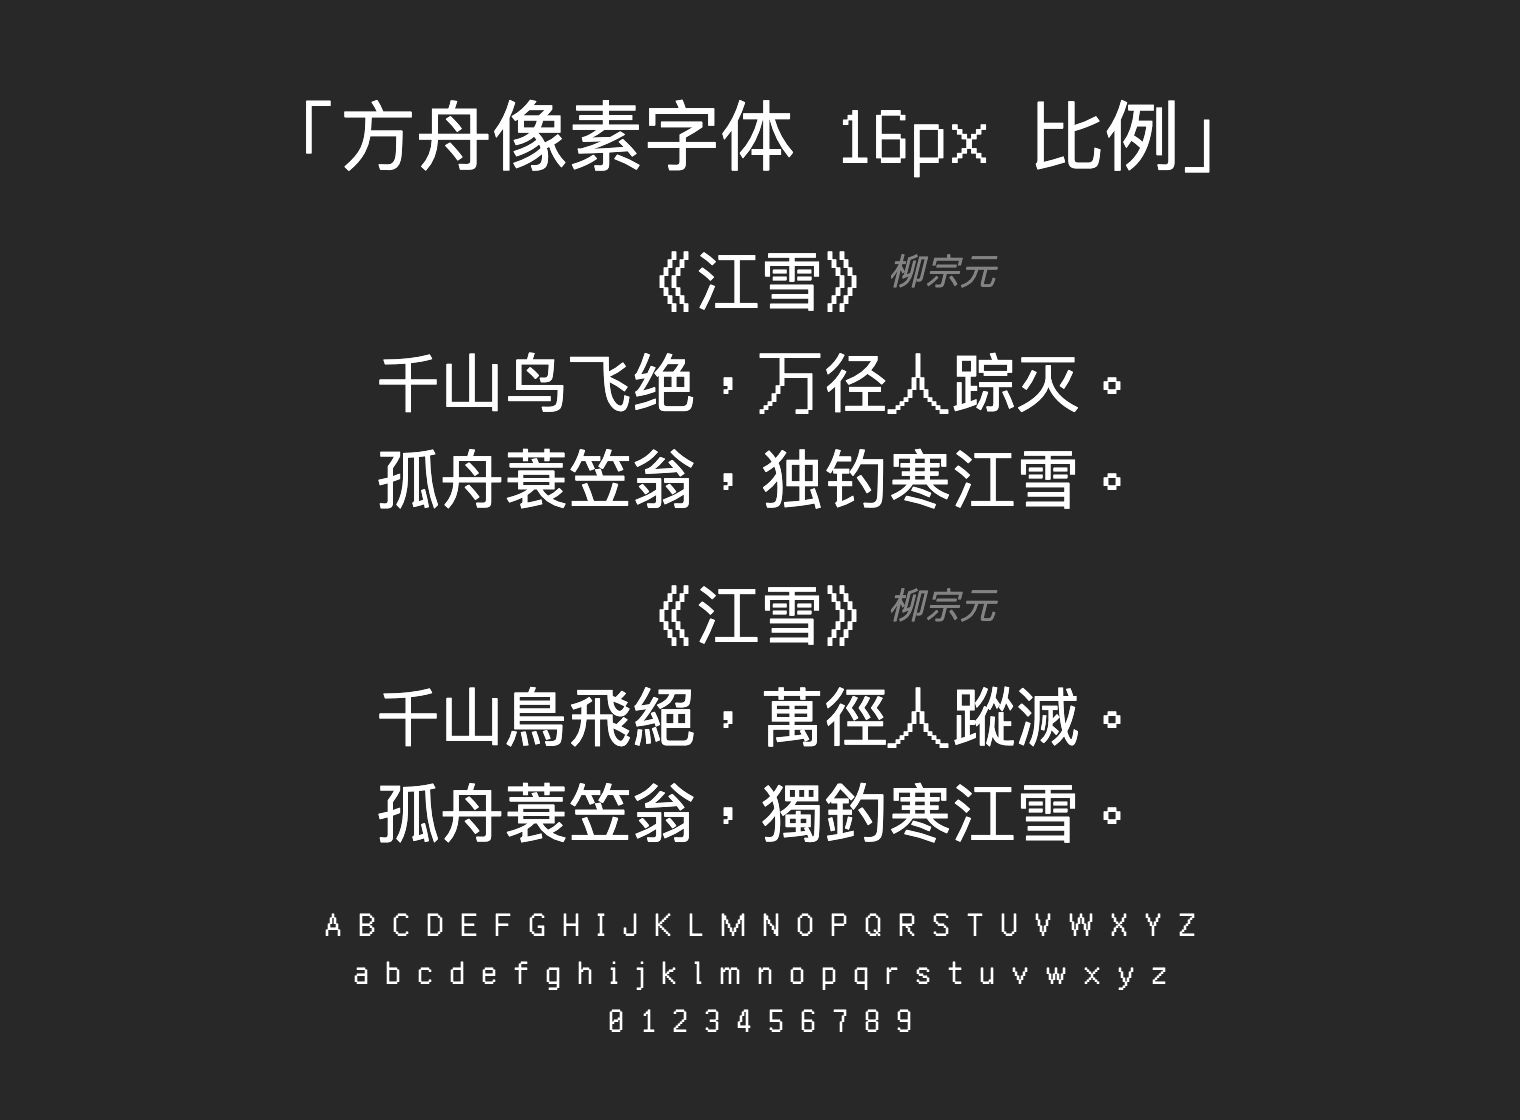 「方舟像素字体 16px 比例」
《江雪》柳宗元
千山鸟飞绝，万径人踪灭。
孤舟蓑笠翁，独钓寒江雪。
《江雪》柳宗元
千山鳥飛絕，萬徑人蹤滅。
孤舟蓑笠翁，獨釣寒江雪。
A B C D E F G H I J K L M N O P Q R S T U V W X Y Z
a b c d e f g h i j k l m n o p q r s t u v w x y z
0 1 2 3 4 5 6 7 8 9